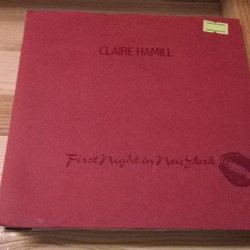 CLAIRE HAMILL
First Night in New York